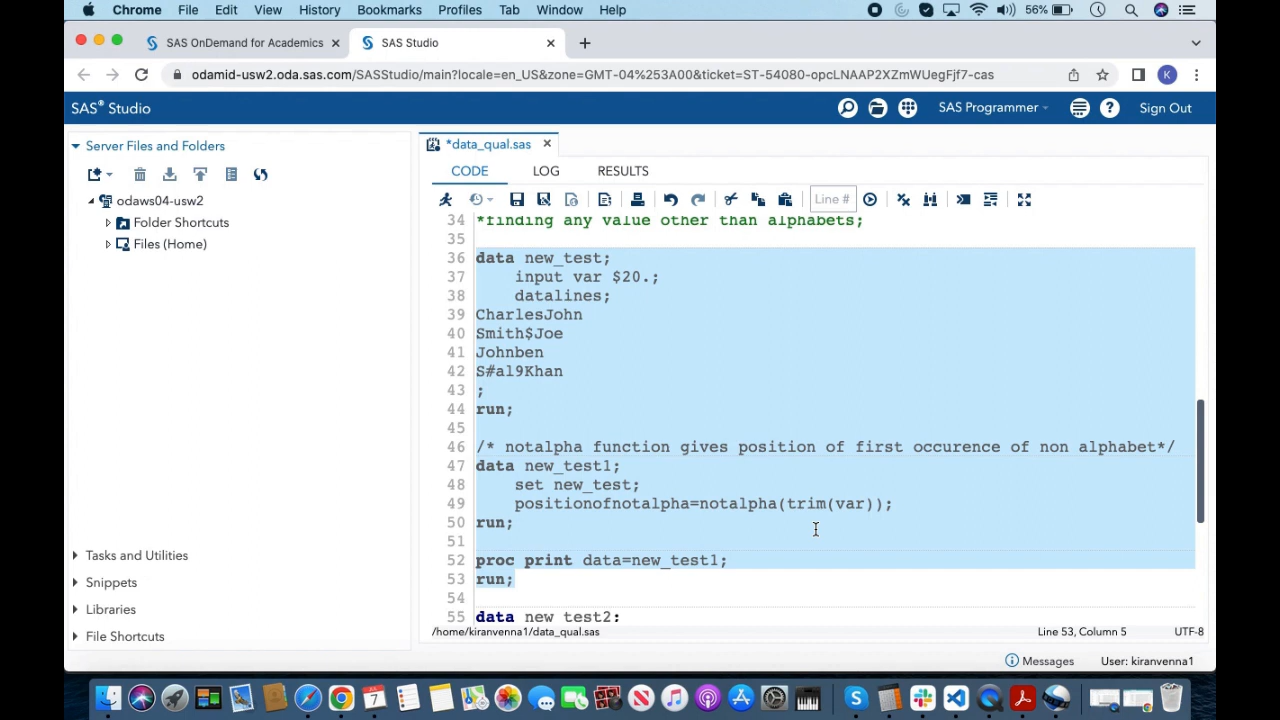 Chrome File Edit View History Bookmarks Profiles Tab Window Help 56%
SAS OnDemand for Academics SAS Studio
odamid-usw2.oda.sas.com/SASStudio/main?locale=en_US&zone=GMT-04%253A00&ticket=ST-54080-opcLNAAP2XZmWUegFjf7-cas K
SAS® Studio SAS Programmer Sign Out
Server Files and Folders
odaws04-usw2
Folder Shortcuts
Files (Home)
Tasks and Utilities
Snippets
Libraries
File Shortcuts
*data_qual.sas
CODE LOG RESULTS
Line #
34 *finding any value other than alphabets;
35
36 data new_test;
37 input var $20.;
38 datalines;
39 CharlesJohn
40 Smith$Joe
41 Johnben
42 S#al9Khan
43 ;
44 run;
45
46 /* notalpha function gives position of first occurence of non alphabet*/
47 data new_test1;
48 set new_test;
49 positionofnotalpha=notalpha(trim(var));
50 run;
51
52 proc print data=new_test1;
53 run;
54
55 data new_test2;
/home/kiranvenna1/data_qual.sas Line 53, Column 5 UTF-8
Messages User: kiranvenna1
7